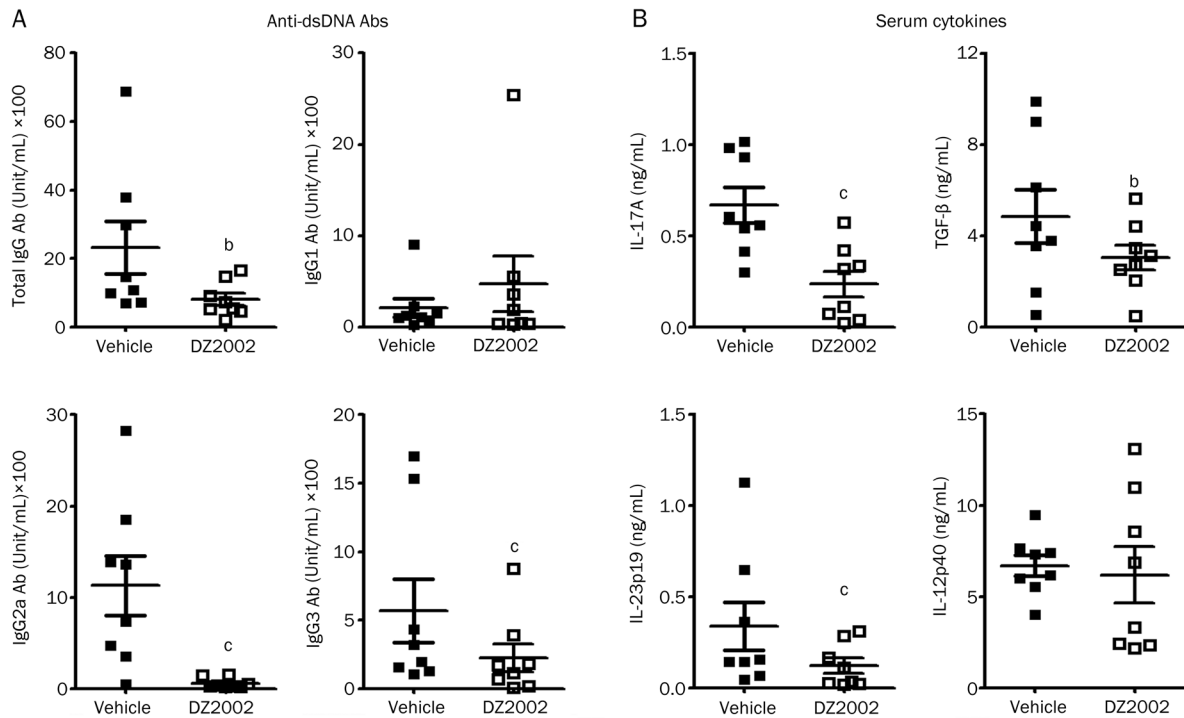 A
Anti-dsDNA Abs
Total IgG Ab (Unit/mL) ×100
80
60
40
20
0
b
Vehicle
DZ2002
IgG1 Ab (Unit/mL) ×100
30
20
10
0
Vehicle
DZ2002
IgG2a Ab (Unit/mL)×100
30
20
10
0
c
Vehicle
DZ2002
IgG3 Ab (Unit/mL) ×100
20
15
10
5
0
c
Vehicle
DZ2002
B
Serum cytokines
IL-17A (ng/mL)
1.5
1.0
0.5
0.0
c
Vehicle
DZ2002
TGF-β (ng/mL)
12
8
4
0
b
Vehicle
DZ2002
IL-23p19 (ng/mL)
1.5
1.0
0.5
0.0
c
Vehicle
DZ2002
IL-12p40 (ng/mL)
15
10
5
0
Vehicle
DZ2002